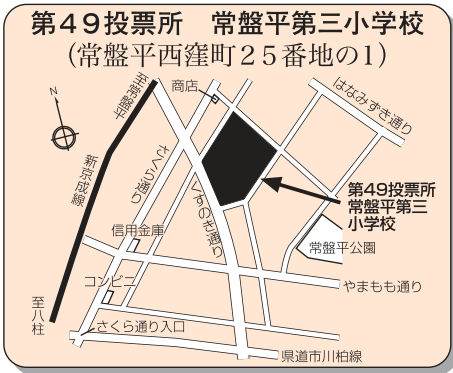 第49投票所　常盤平第三小学校
(常盤平西窪町25番地の1)
N
至常盤平
商店
はなみずき通り
新京成線
さくら通り
くすのき通り
第49投票所
常盤平第三
小学校
信用金庫
常盤平公園
コンビニ
やまもも通り
至八柱
さくら通り入口
県道市川柏線